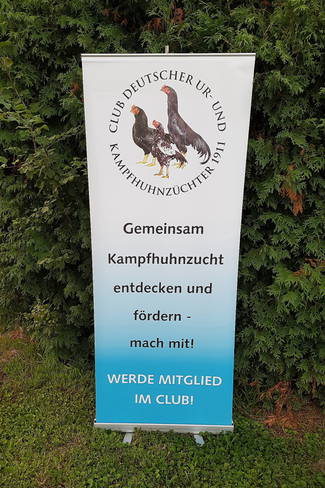 CLUB DEUTSCHER UR- UND
KAMPFHUHNZÜCHTER 1911
Gemeinsam
Kampfhuhnzucht
entdecken und
fördern -
mach mit!
WERDE MITGLIED
IM CLUB!